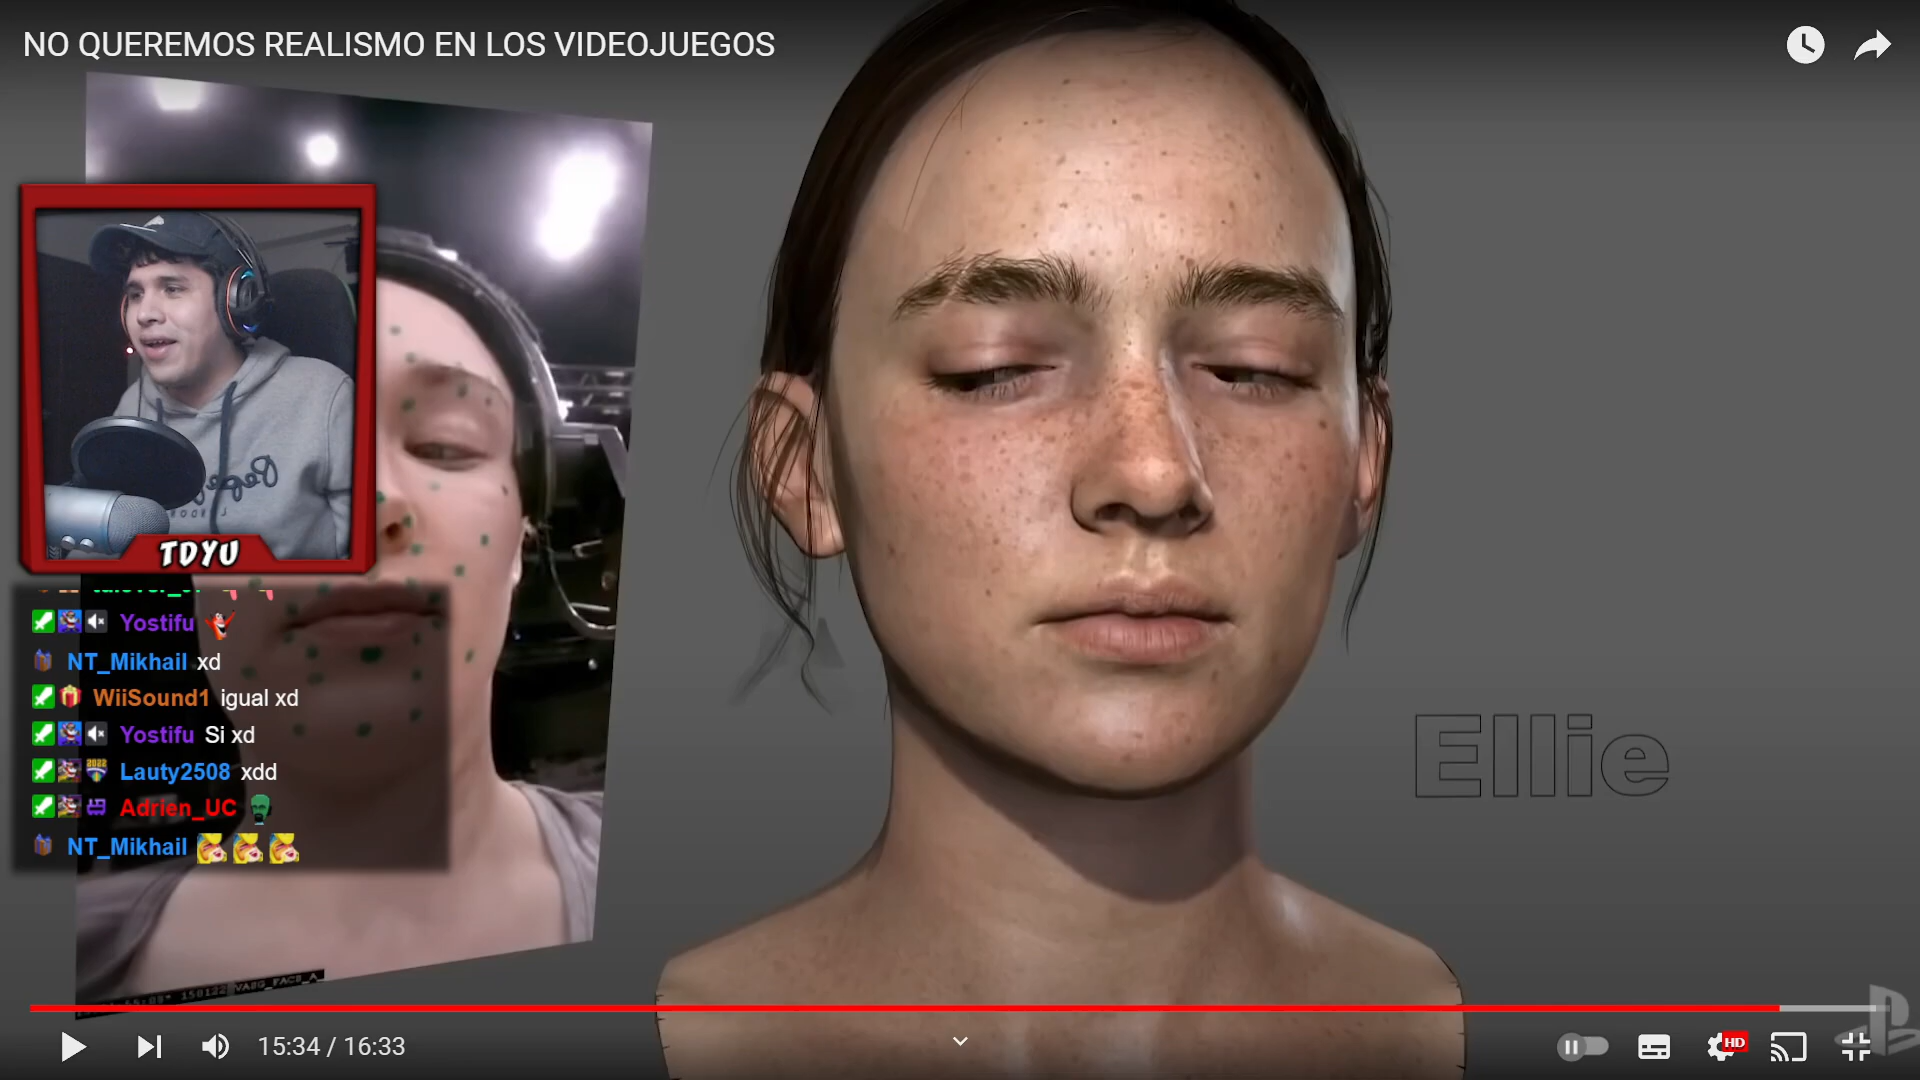 NO QUEREMOS REALISMO EN LOS VIDEOJUEGOS
TDYU
Yostifu
NT_Mikhail xd
WiiSound1 igual xd
Yostifu Si xd
Lauty2508 xdd
Adrien_UC
NT_Mikhail
Ellie
15:34 / 16:33
HD